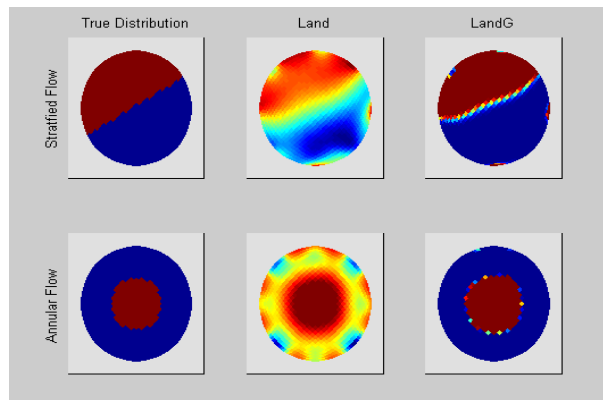 True Distribution
Land
LandG
Stratfied Flow
Annular Flow